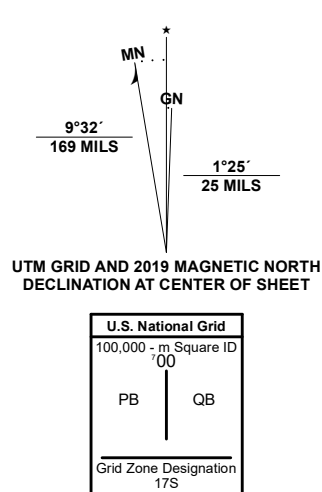 ★
MN
GN
9°32´
169 MILS
1°25´
25 MILS
UTM GRID AND 2019 MAGNETIC NORTH
DECLINATION AT CENTER OF SHEET
U.S. National Grid
100,000 - m Square ID
⁷00
PB QB
Grid Zone Designation
17S